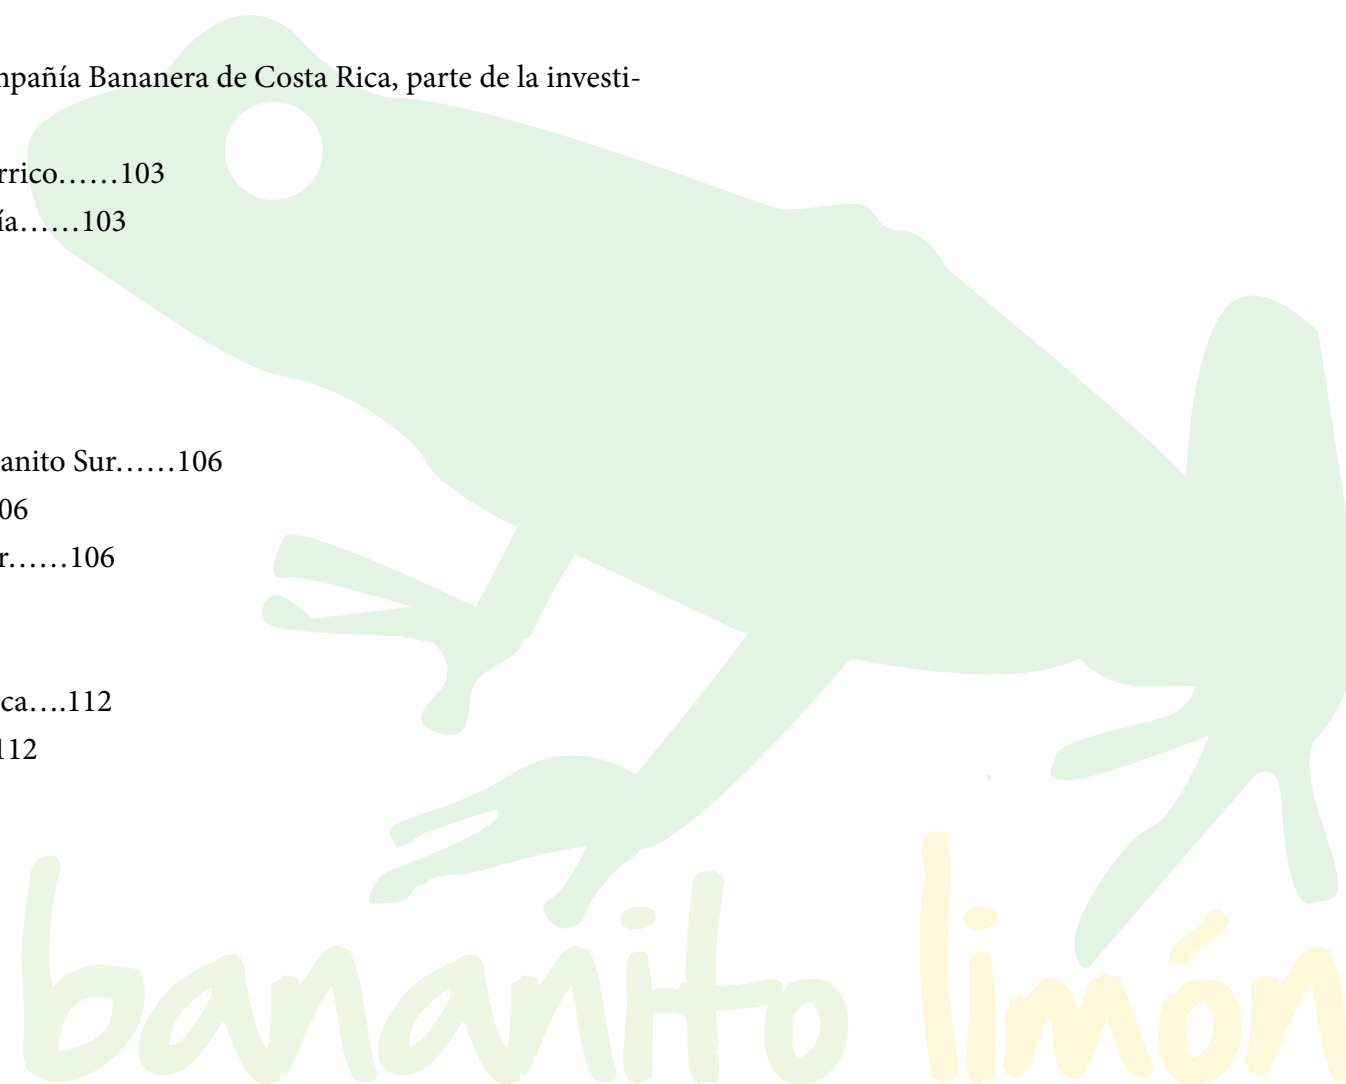 mpañía Bananera de Costa Rica, parte de la investi-
rrico……103
ía……103
anito Sur……106
06
r……106
ca….112
112
bananito limón